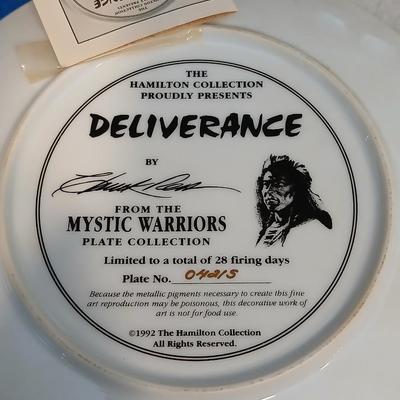 THE
HAMILTON COLLECTION
PROUDLY PRESENTS
DELIVERANCE
BY
Chuck Ren
FROM THE
MYSTIC WARRIORS
PLATE COLLECTION
Limited to a total of 28 firing days
Plate No. 0421S
Because the metallic pigments necessary to create this fine
art reproduction may be poisonous, this decorative work of
art is not for food use.
©1992 The Hamilton Collection
All Rights Reserved.